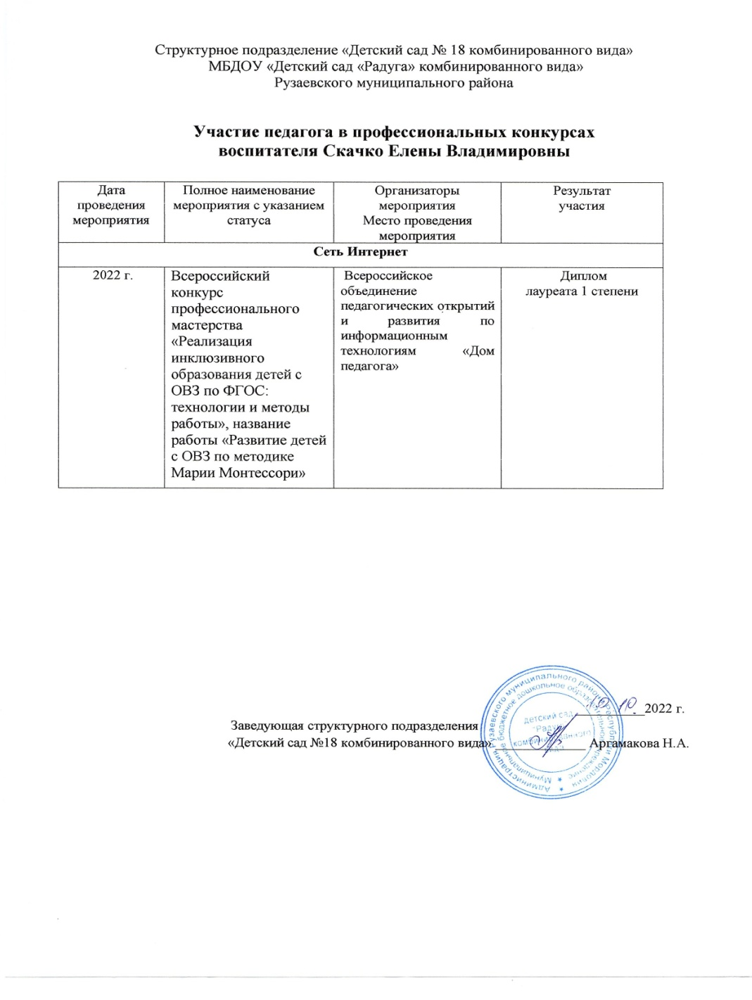 Структурное подразделение «Детский сад № 18 комбинированного вида»
МБДОУ «Детский сад «Радуга» комбинированного вида»
Рузаевского муниципального района
Участие педагога в профессиональных конкурсах
воспитателя Скачко Елены Владимировны
Дата
проведения
мероприятия
Полное наименование
мероприятия с указанием
статуса
Организаторы
мероприятия
Место проведения
мероприятия
Результат
участия
Сеть Интернет
2022 г.
Всероссийский
конкурс
профессионального
мастерства
«Реализация
инклюзивного
образования детей с
ОВЗ по ФГОС:
технологии и методы
работы», название
работы «Развитие детей
с ОВЗ по методике
Марии Монтессори»
Всероссийское
объединение
педагогических открытий
и развития по
информационным
технологиям «Дом
педагога»
Диплом
лауреата 1 степени
10 2022 г.
Заведующая структурного подразделения
«Детский сад №18 комбинированного вида» Аргамакова Н.А.
Администрация Рузаевского муниципального района Республики Мордовия
Муниципальное бюджетное дошкольное образовательное учреждение
детский сад
"Радуга"
комбинированного
вида